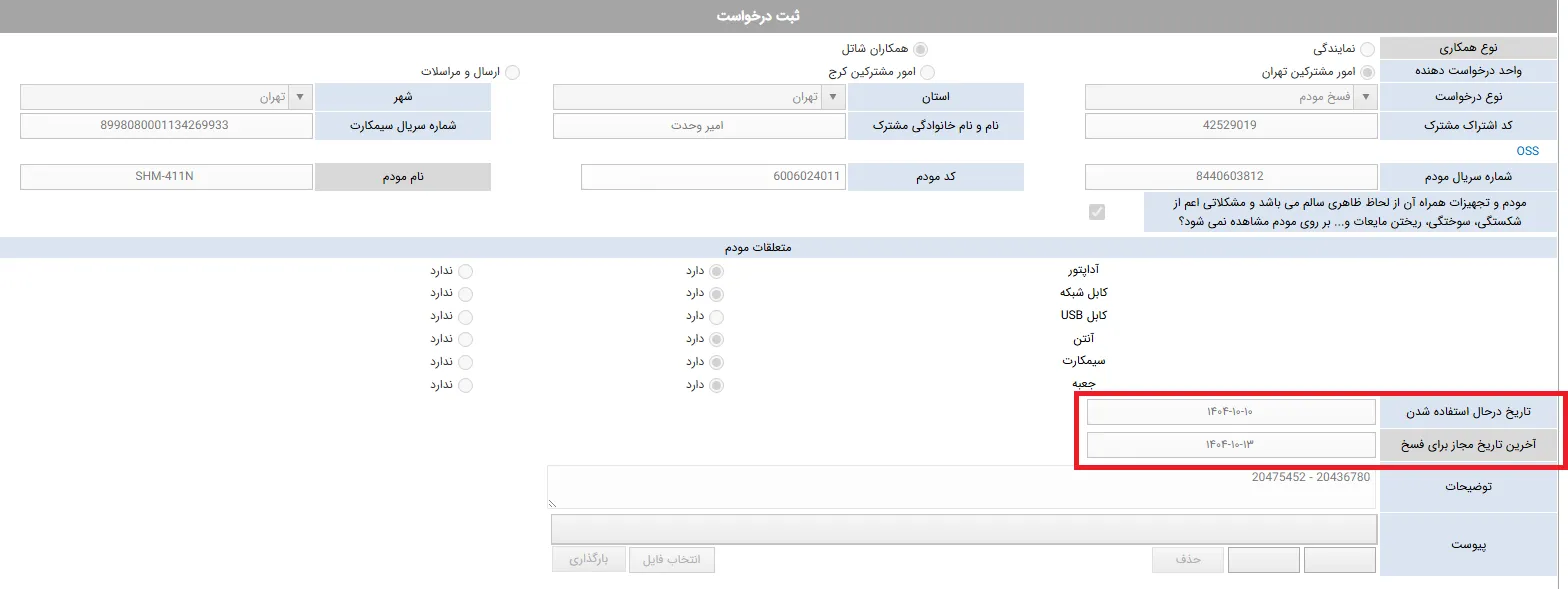 ثبت درخواست
نوع همکاری نمایندگی همکاران شاتل
واحد درخواست دهنده امور مشترکین تهران امور مشترکین کرج ارسال و مراسلات
نوع درخواست فسخ مودم استان تهران شهر تهران
کد اشتراک مشترک 42529019 نام و نام خانوادگی مشترک امیر وحدت شماره سریال سیمکارت 8998080001134269933
OSS
شماره سریال مودم 8440603812 کد مودم 6006024011 نام مودم SHM-411N
مودم و تجهیزات همراه آن از لحاظ ظاهری سالم می باشد و مشکلاتی اعم از
شکستگی، سوختگی، ریختن مایعات و... بر روی مودم مشاهده نمی شود؟
متعلقات مودم
آداپتور دارد ندارد
کابل شبکه دارد ندارد
کابل USB دارد ندارد
آنتن دارد ندارد
سیمکارت دارد ندارد
جعبه دارد ندارد
تاریخ درحال استفاده شدن ۱۴۰۴-۱۰-۱۰
آخرین تاریخ مجاز برای فسخ ۱۴۰۴-۱۰-۱۳
توضیحات 20436780 - 20475452
پیوست
حذف انتخاب فایل بارگذاری